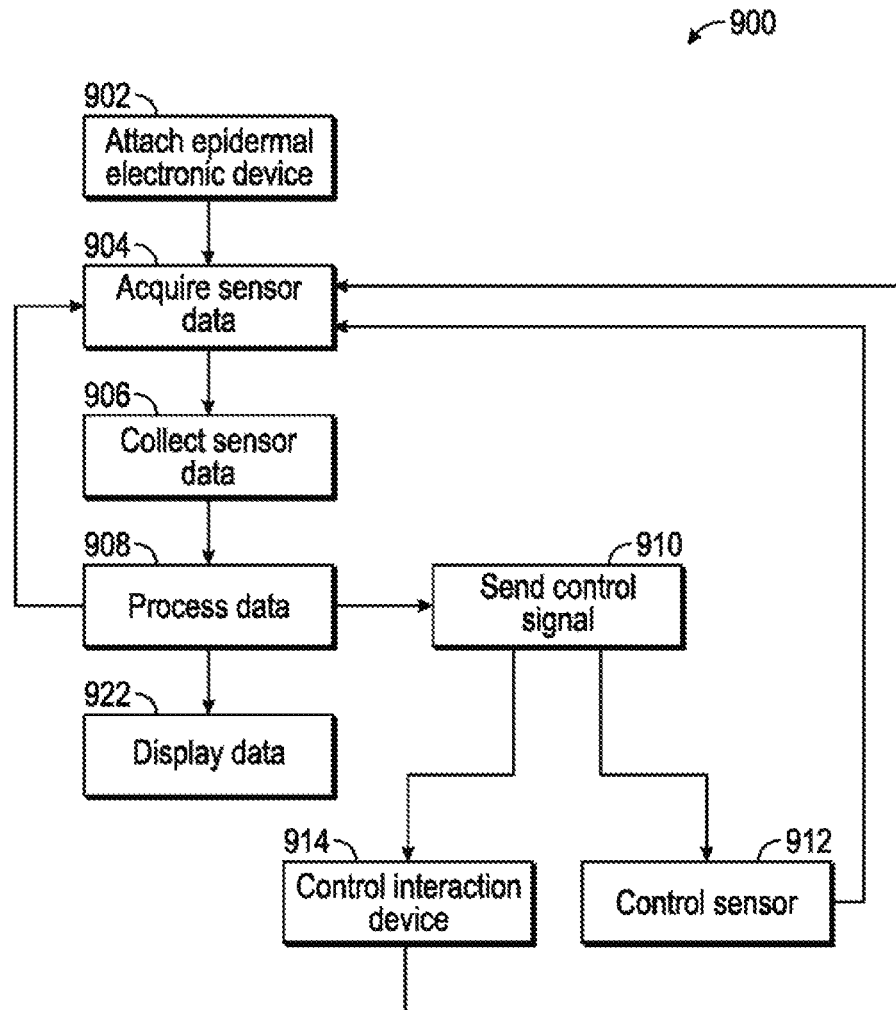 900
902
Attach epidermal
electronic device
904
Acquire sensor
data
906
Collect sensor
data
908
Process data
910
Send control
signal
922
Display data
914
Control interaction
device
912
Control sensor